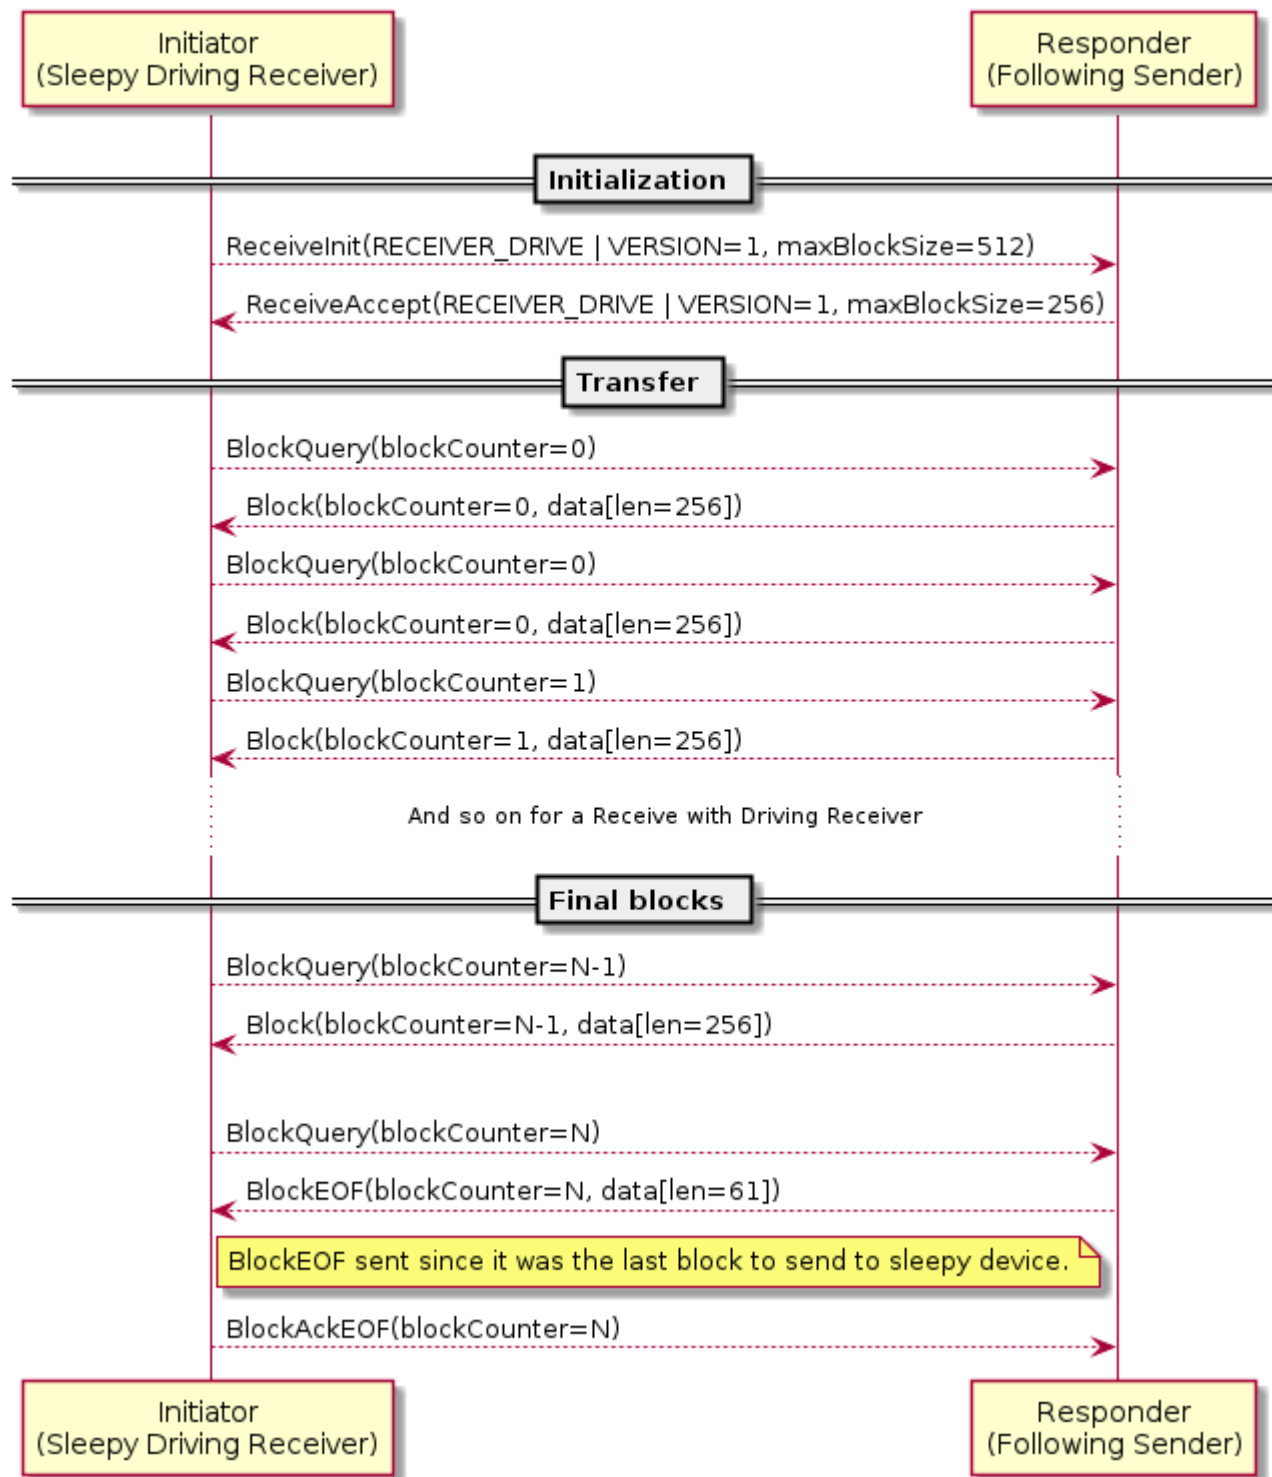 Initiator
(Sleepy Driving Receiver)
Responder
(Following Sender)
Initialization
ReceiveInit(RECEIVER_DRIVE | VERSION=1, maxBlockSize=512)
ReceiveAccept(RECEIVER_DRIVE | VERSION=1, maxBlockSize=256)
Transfer
BlockQuery(blockCounter=0)
Block(blockCounter=0, data[len=256])
BlockQuery(blockCounter=0)
Block(blockCounter=0, data[len=256])
BlockQuery(blockCounter=1)
Block(blockCounter=1, data[len=256])
And so on for a Receive with Driving Receiver
Final blocks
BlockQuery(blockCounter=N-1)
Block(blockCounter=N-1, data[len=256])
BlockQuery(blockCounter=N)
BlockEOF(blockCounter=N, data[len=61])
BlockEOF sent since it was the last block to send to sleepy device.
BlockAckEOF(blockCounter=N)
Initiator
(Sleepy Driving Receiver)
Responder
(Following Sender)